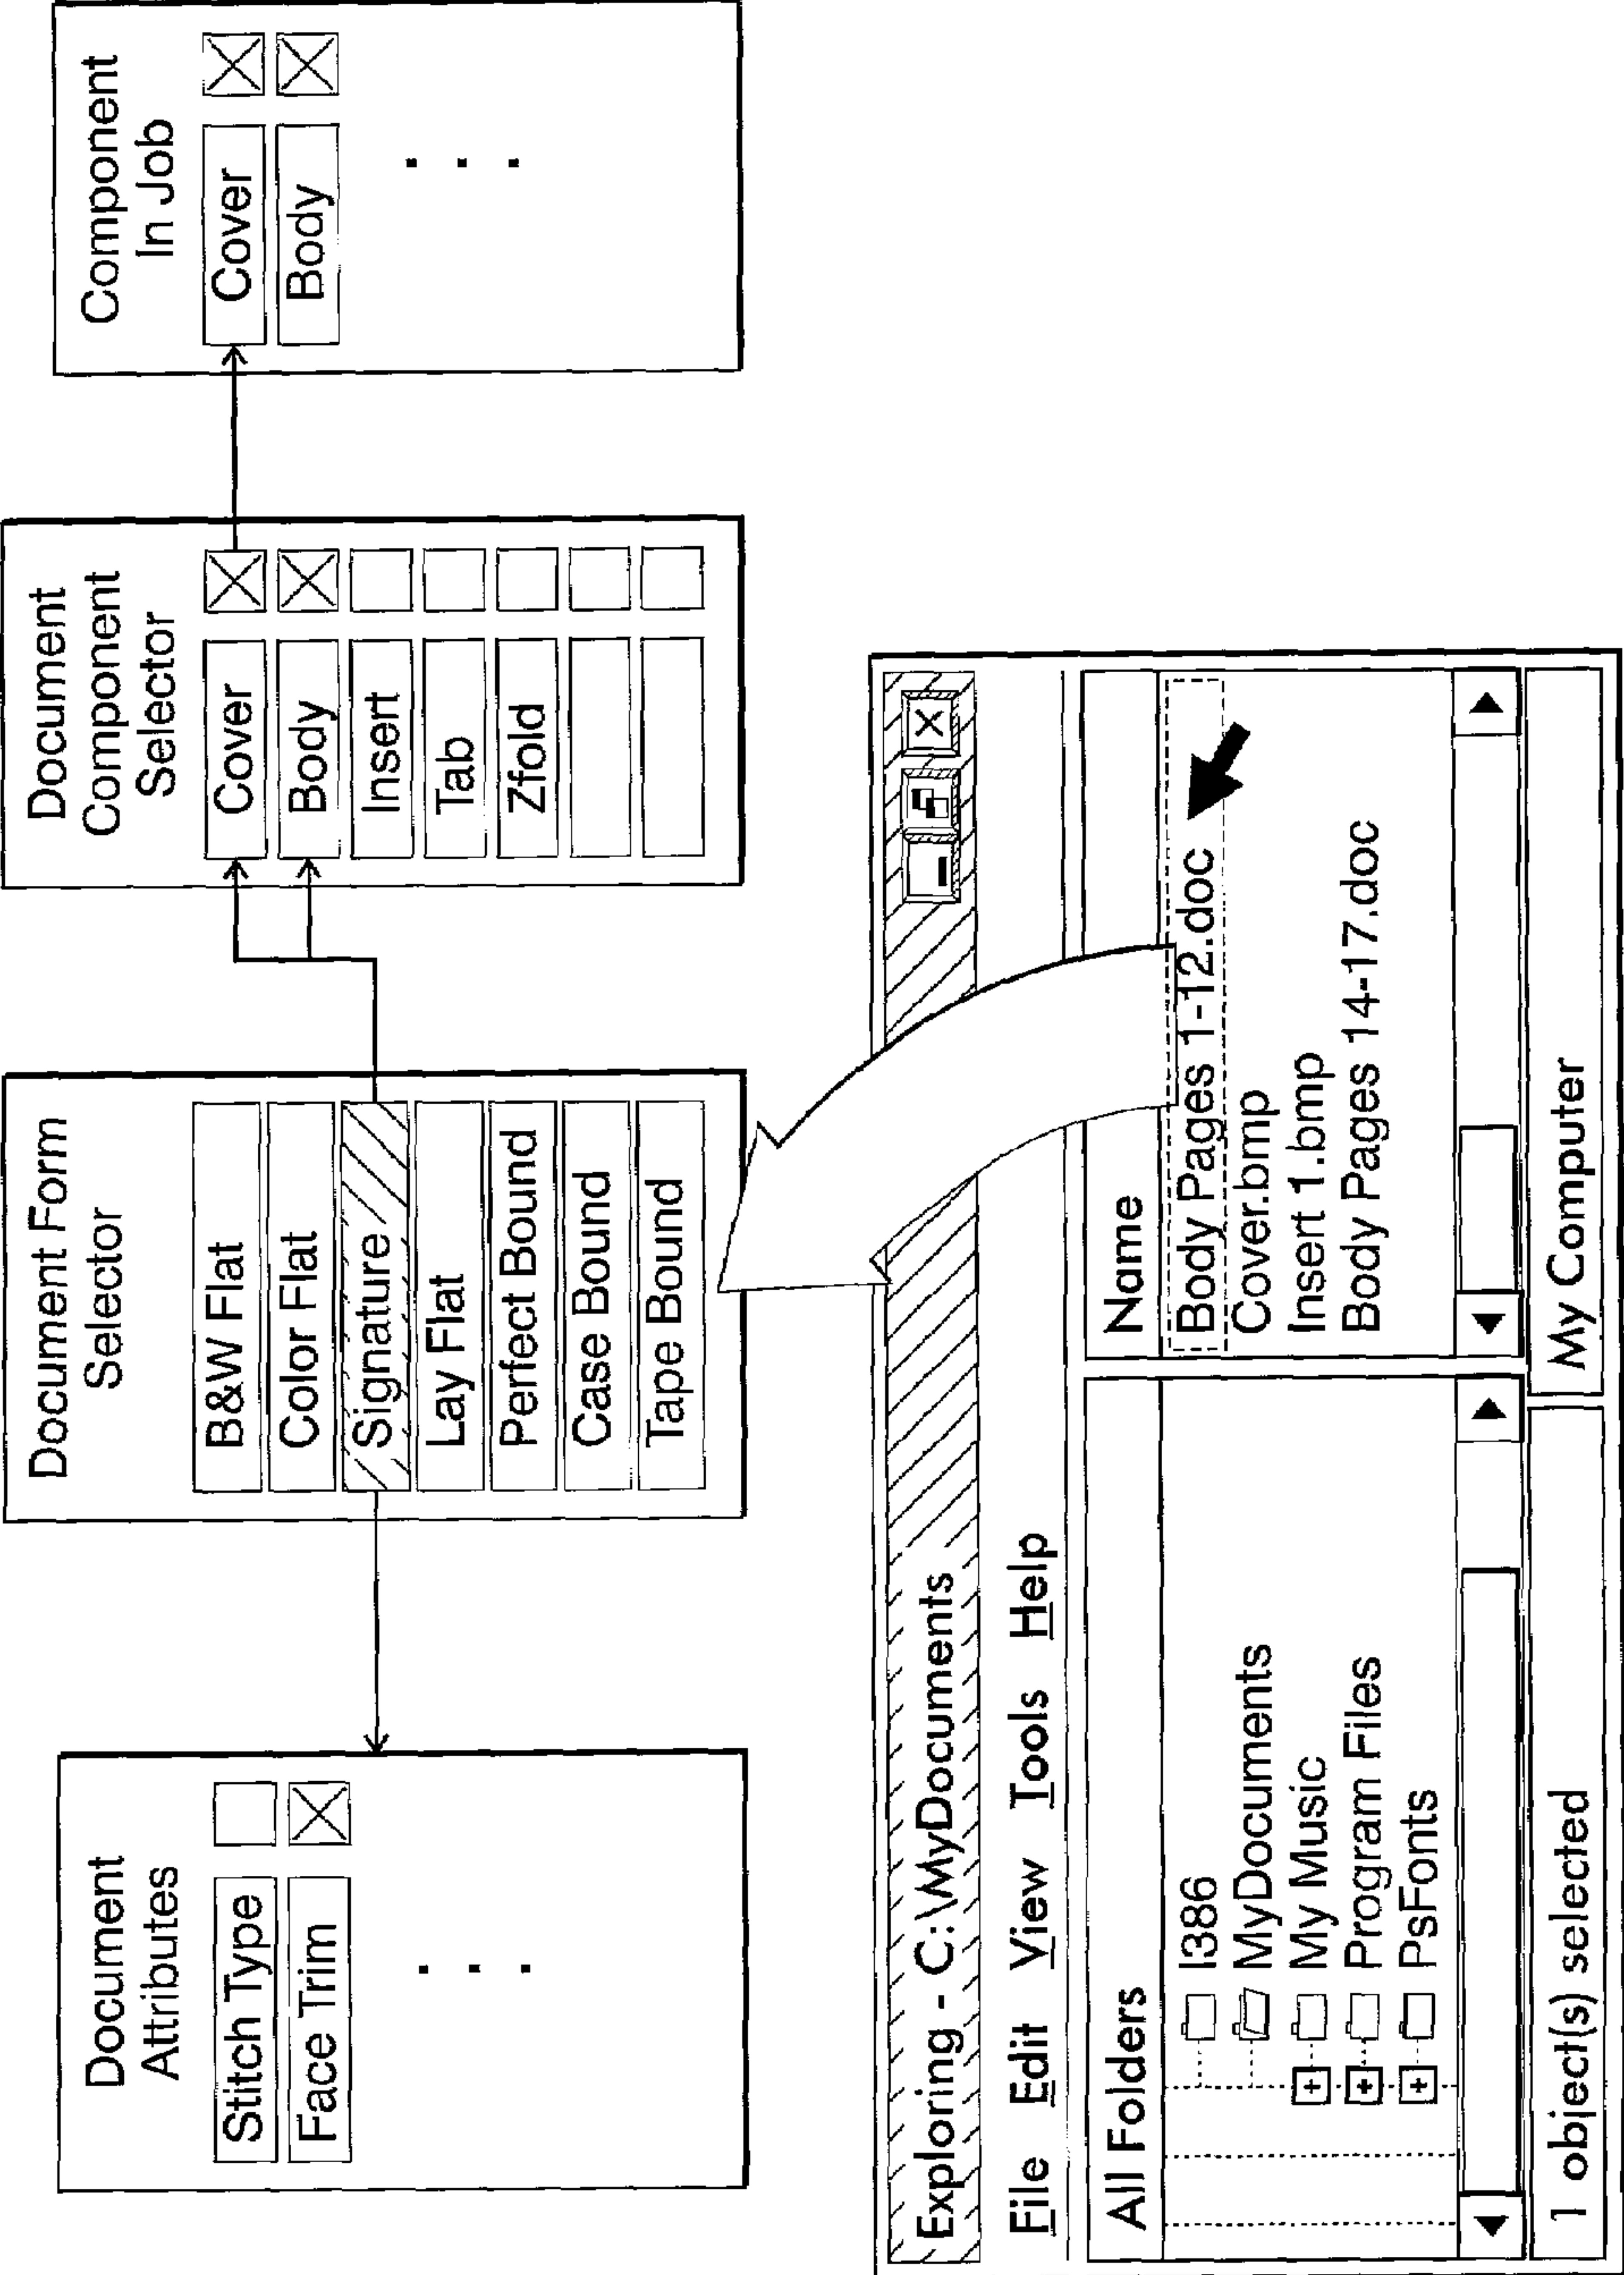 Document
Attributes
Stitch Type
Face Trim
Document Form
Selector
B&W Flat
Color Flat
Signature
Lay Flat
Perfect Bound
Case Bound
Tape Bound
Document
Component
Selector
Cover
Body
Insert
Tab
Zfold
Component
In Job
Cover
Body
Exploring - C:\MyDocuments
File Edit View Tools Help
All Folders
I386
MyDocuments
My Music
Program Files
PsFonts
Name
Body Pages 1-12.doc
Cover.bmp
Insert 1.bmp
Body Pages 14-17.doc
1 object(s) selected
My Computer